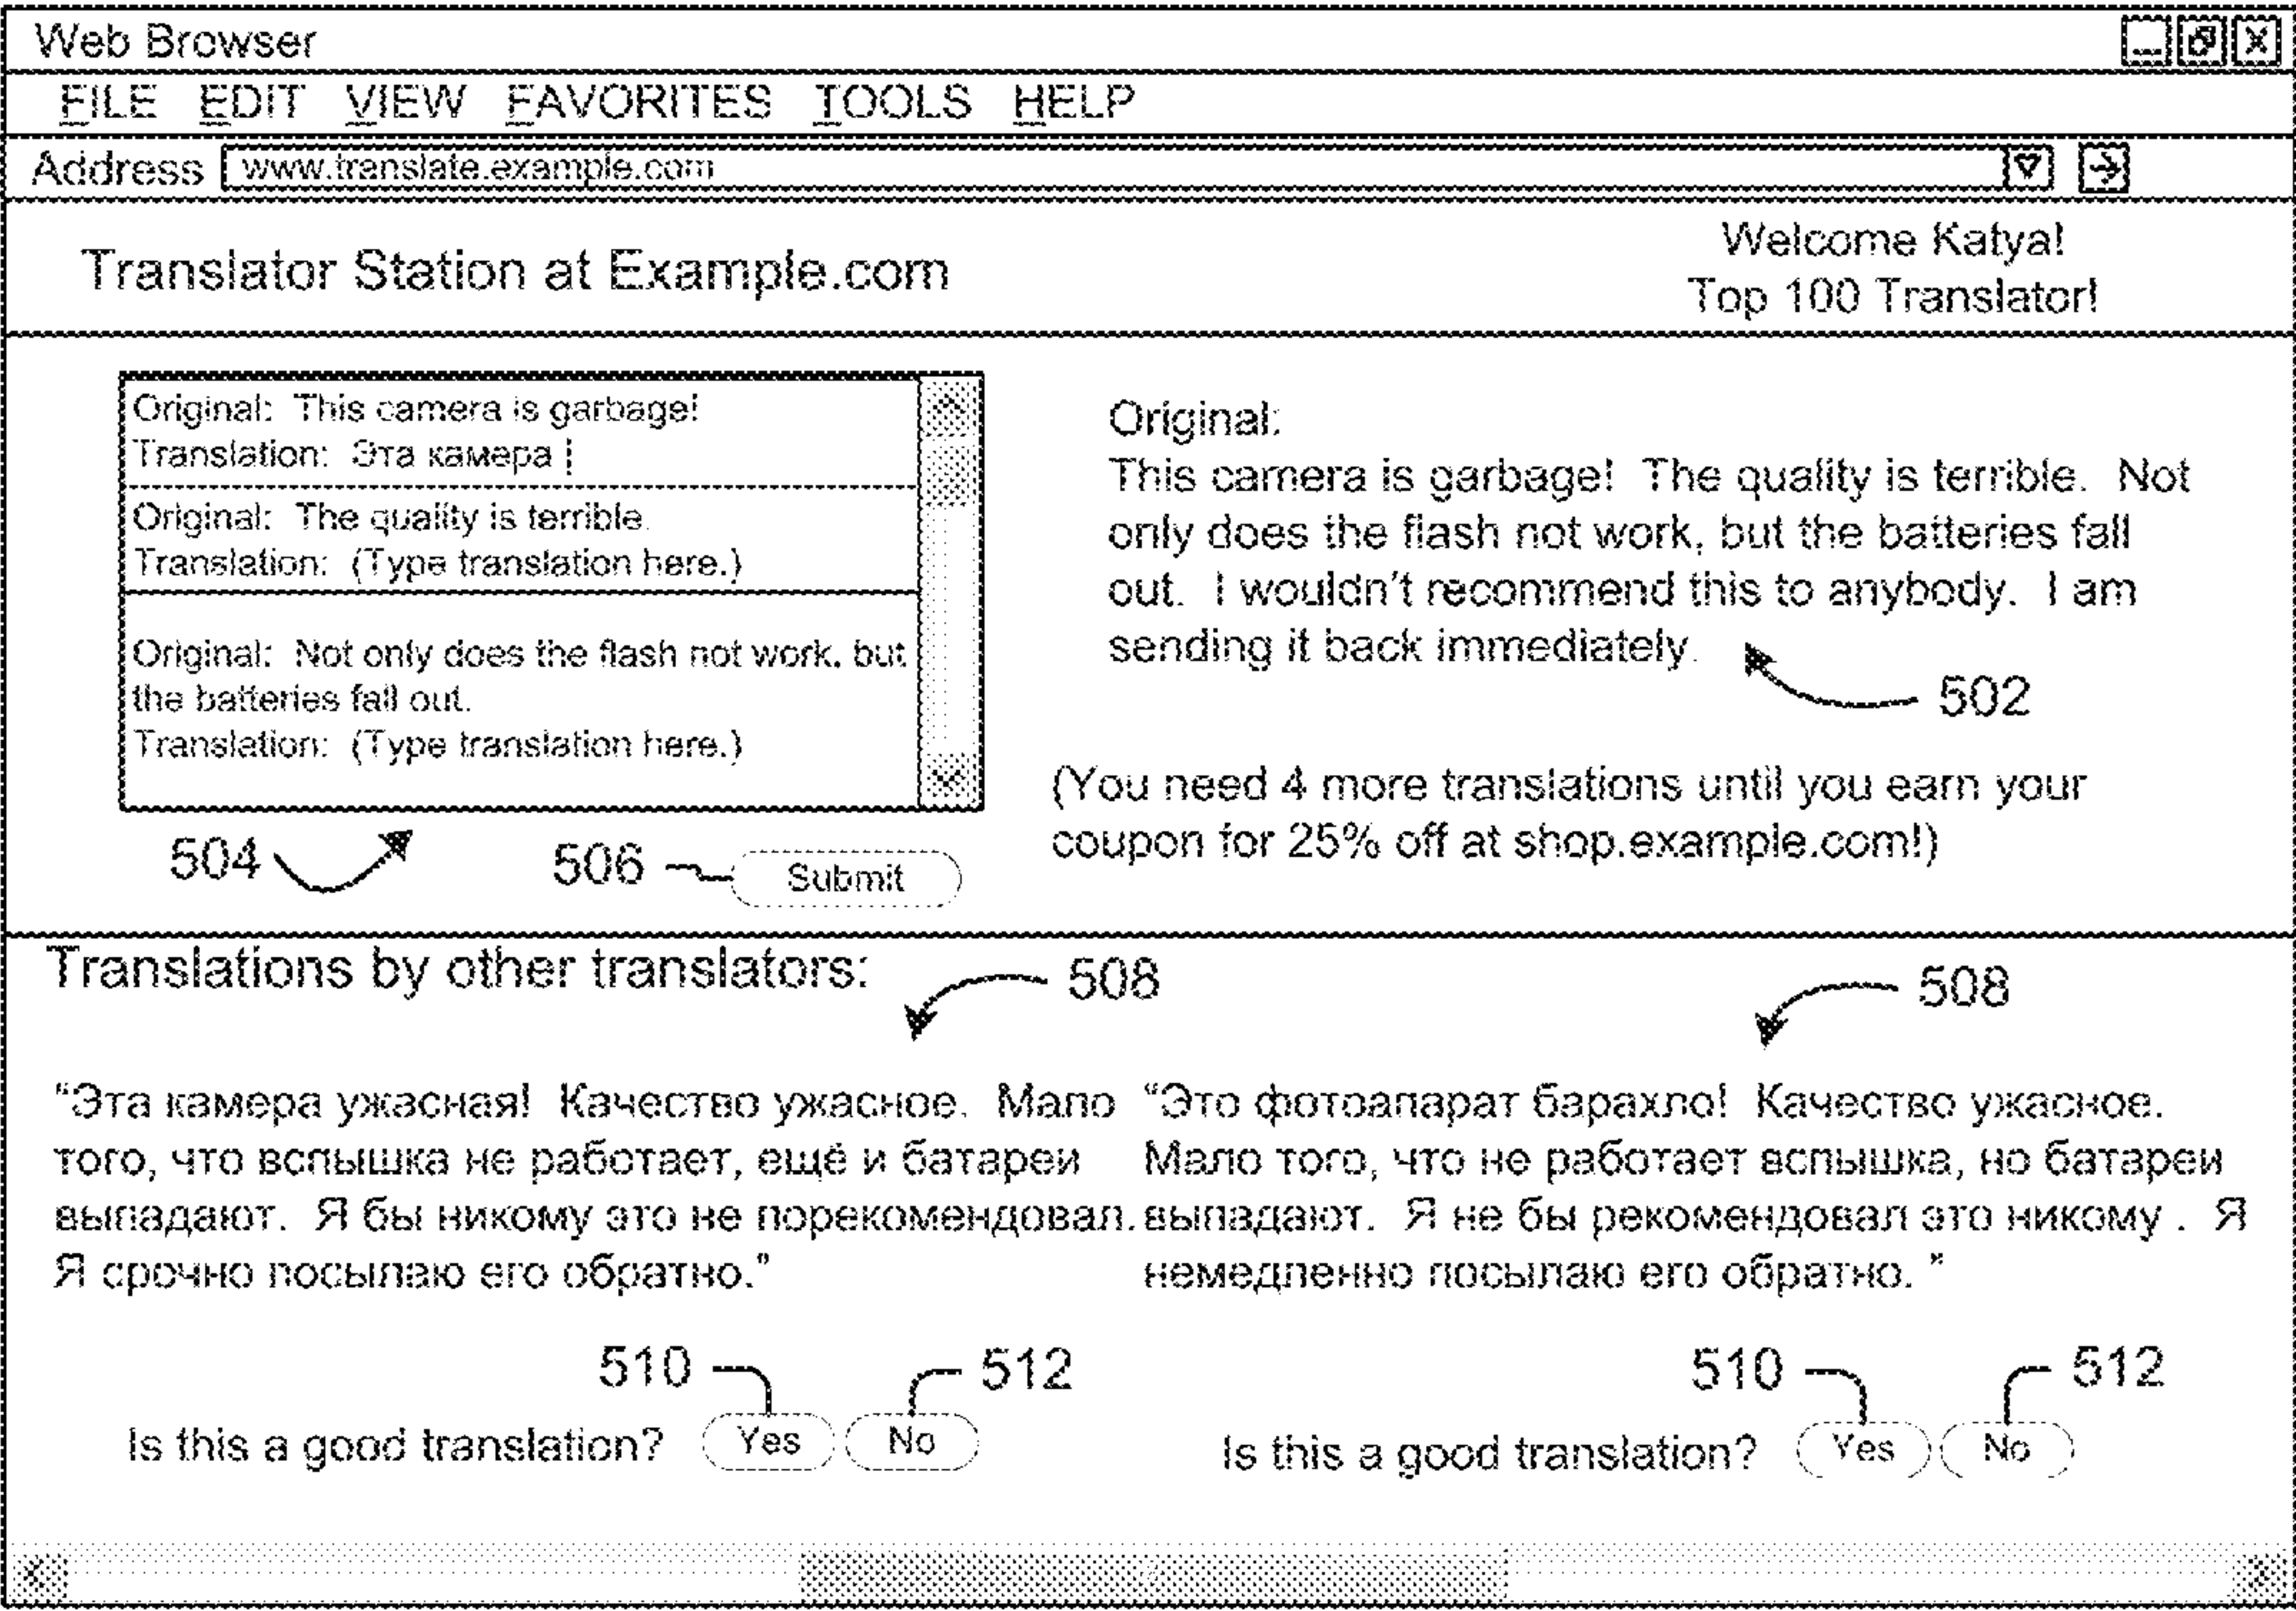 Web Browser
FILE EDIT VIEW FAVORITES TOOLS HELP
Address www.translate.example.com
Translator Station at Example.com
Welcome Katya!
Top 100 Translator!
Original: This camera is garbage!
Translation: Эта камера
Original: The quality is terrible.
Translation: (Type translation here.)
Original: Not only does the flash not work, but
the batteries fall out.
Translation: (Type translation here.)
504
506
Submit
Original:
This camera is garbage! The quality is terrible. Not
only does the flash not work, but the batteries fall
out. I wouldn't recommend this to anybody. I am
sending it back immediately.
502
(You need 4 more translations until you earn your
coupon for 25% off at shop.example.com!)
Translations by other translators:
508
508
“Эта камера ужасная! Качество ужасное. Мало
того, что вспышка не работает, ещё и батареи
выпадают. Я бы никому это не порекомендовал.
Я срочно посылаю его обратно.”
“Это фотоапарат барахло! Качество ужасное.
Мало того, что не работает вспышка, но батареи
выпадают. Я не бы рекомендовал это никому . Я
немедленно посылаю его обратно. ”
510
512
Is this a good translation? Yes No
510
512
Is this a good translation? Yes No